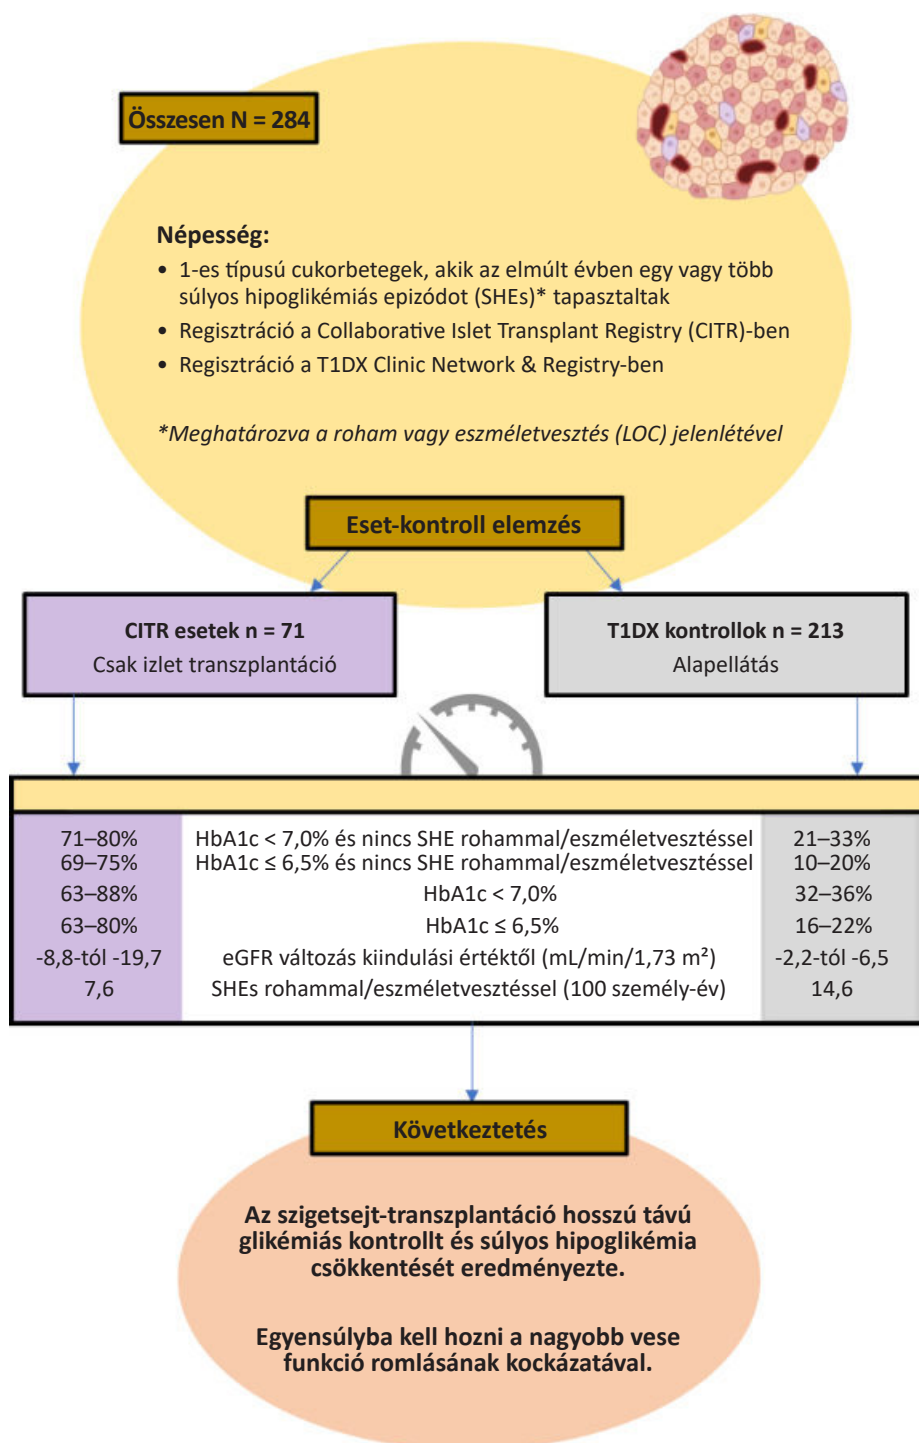 Összesen N = 284
Népesség:
• 1-es típusú cukorbetegek, akik az elmúlt évben egy vagy több
súlyos hipoglikémiás epizódot (SHEs)* tapasztaltak
• Regisztráció a Collaborative Islet Transplant Registry (CITR)-ben
• Regisztráció a T1DX Clinic Network & Registry-ben
*Meghatározva a roham vagy eszméletvesztés (LOC) jelenlétével
Eset-kontroll elemzés
CITR esetek n = 71
Csak izlet transzplantáció
T1DX kontrollok n = 213
Alapellátás
71–80% HbA1c < 7,0% és nincs SHE rohammal/eszméletvesztéssel 21–33%
69–75% HbA1c ≤ 6,5% és nincs SHE rohammal/eszméletvesztéssel 10–20%
63–88% HbA1c < 7,0% 32–36%
63–80% HbA1c ≤ 6,5% 16–22%
-8,8-tól -19,7 eGFR változás kiindulási értéktől (mL/min/1,73 m²) -2,2-tól -6,5
7,6 SHEs rohammal/eszméletvesztéssel (100 személy-év) 14,6
Következtetés
Az szigetsejt-transzplantáció hosszú távú
glikémiás kontrollt és súlyos hipoglikémia
csökkentését eredményezte.
Egyensúlyba kell hozni a nagyobb vese
funkció romlásának kockázatával.